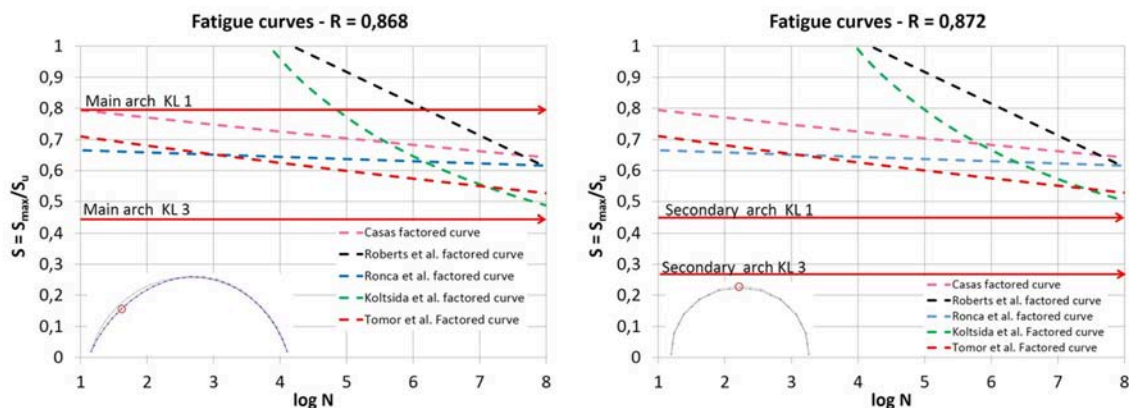 Fatigue curves - R = 0,868
S = Smax/Su
1
0,9
0,8
0,7
0,6
0,5
0,4
0,3
0,2
0,1
0
Main arch KL 1
Main arch KL 3
Casas factored curve
Roberts et al. factored curve
Ronca et al. factored curve
Koltsida et al. factored curve
Tomor et al. Factored curve
1 2 3 4 5 6 7 8
log N
Fatigue curves - R = 0,872
S = Smax/Su
1
0,9
0,8
0,7
0,6
0,5
0,4
0,3
0,2
0,1
0
Secondary arch KL 1
Secondary arch KL 3
Casas factored curve
Roberts et al. factored curve
Ronca et al. factored curve
Koltsida et al. factored curve
Tomor et al. Factored curve
1 2 3 4 5 6 7 8
log N